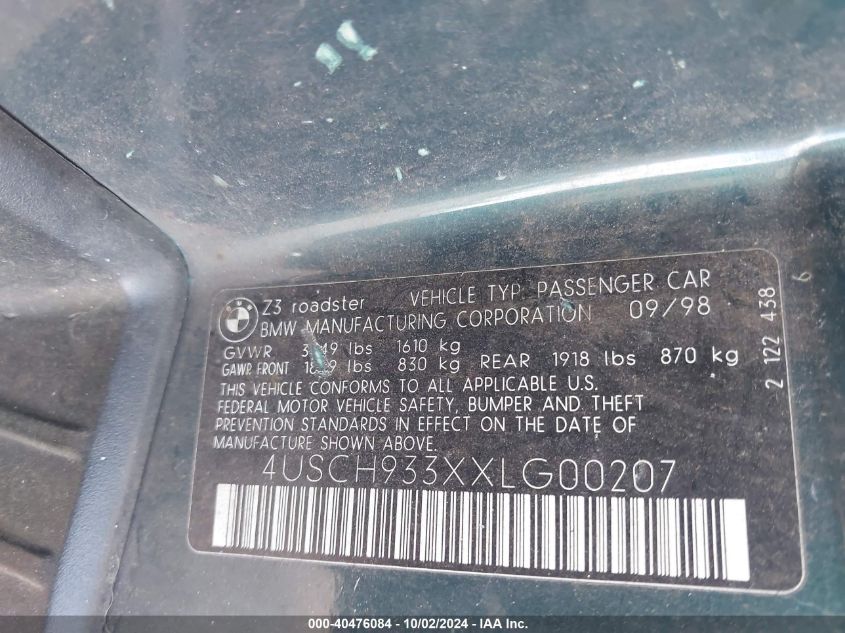 Z3 roadster VEHICLE TYP PASSENGER CAR
BMW MANUFACTURING CORPORATION 09/98
GVWR lbs 1610 kg
GAWR FRONT lbs 830 kg REAR 1918 lbs 870 kg
THIS VEHICLE CONFORMS TO ALL APPLICABLE U.S.
FEDERAL MOTOR VEHICLE SAFETY, BUMPER AND THEFT
PREVENTION STANDARDS IN EFFECT ON THE DATE OF
MANUFACTURE SHOWN ABOVE.
4USCH933XXLG00207
2 122 438 6
000-40476084 - 10/02/2024 - © IAA Inc.